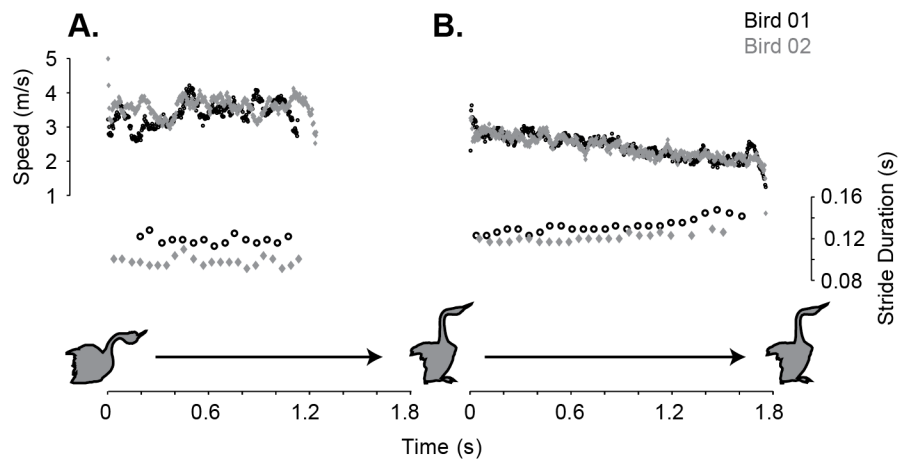 A.
B.
Bird 01
Bird 02
Speed (m/s)
5
4
3
2
1
0.16
0.12
0.08
Stride Duration (s)
0 0.6 1.2 1.8
0 0.6 1.2 1.8
Time (s)